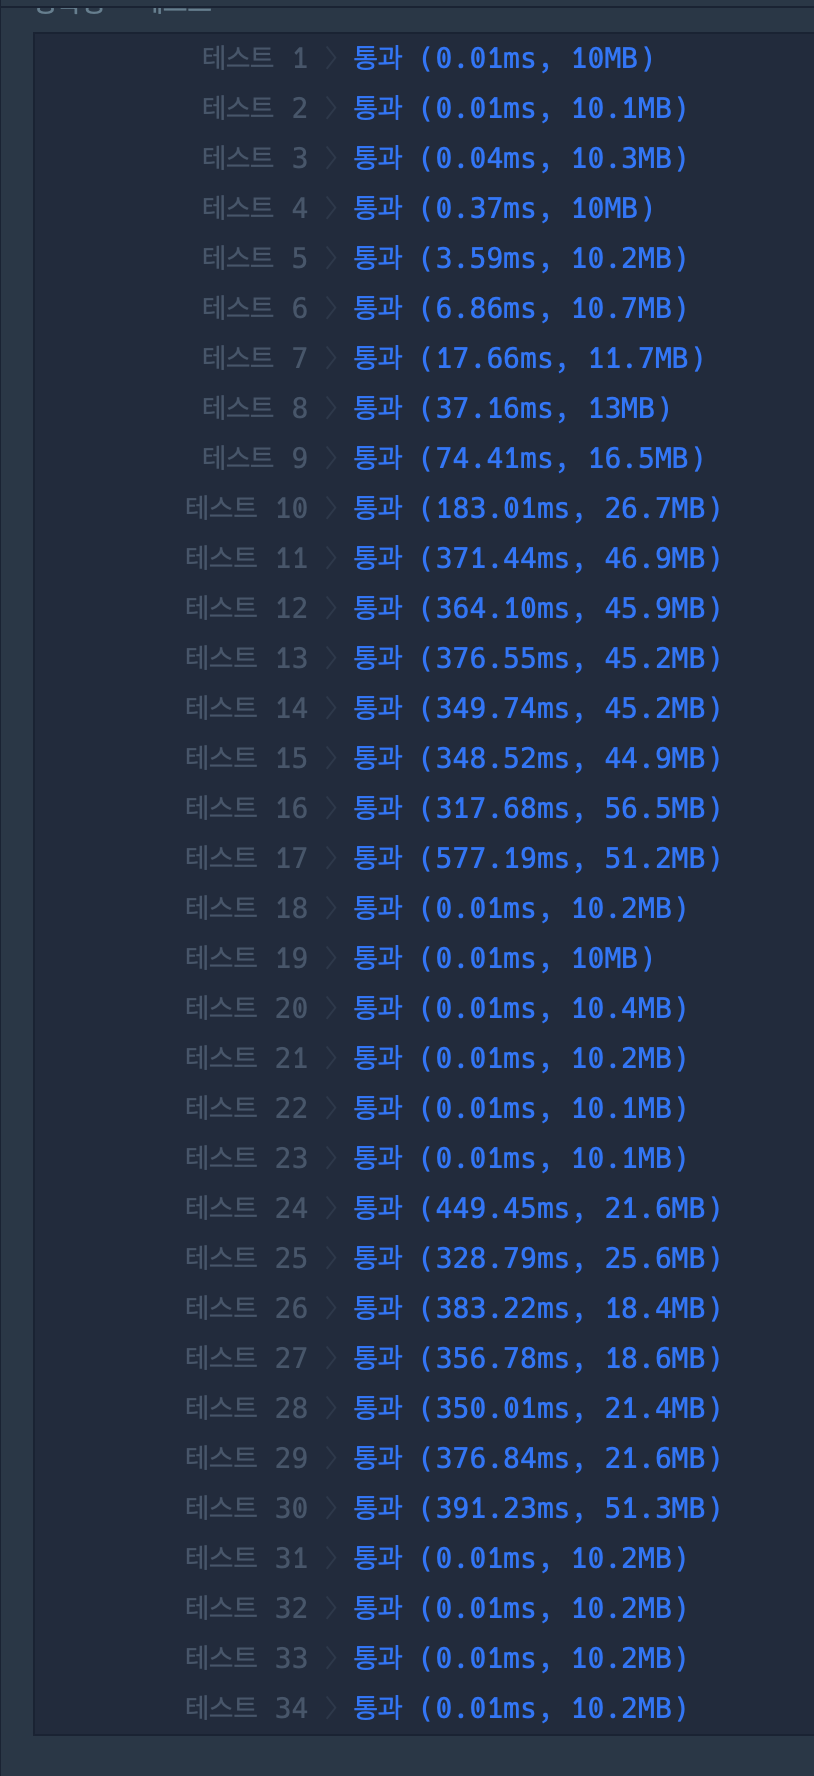 테스트 1 〉 통과 (0.01ms, 10MB)
테스트 2 〉 통과 (0.01ms, 10.1MB)
테스트 3 〉 통과 (0.04ms, 10.3MB)
테스트 4 〉 통과 (0.37ms, 10MB)
테스트 5 〉 통과 (3.59ms, 10.2MB)
테스트 6 〉 통과 (6.86ms, 10.7MB)
테스트 7 〉 통과 (17.66ms, 11.7MB)
테스트 8 〉 통과 (37.16ms, 13MB)
테스트 9 〉 통과 (74.41ms, 16.5MB)
테스트 10 〉 통과 (183.01ms, 26.7MB)
테스트 11 〉 통과 (371.44ms, 46.9MB)
테스트 12 〉 통과 (364.10ms, 45.9MB)
테스트 13 〉 통과 (376.55ms, 45.2MB)
테스트 14 〉 통과 (349.74ms, 45.2MB)
테스트 15 〉 통과 (348.52ms, 44.9MB)
테스트 16 〉 통과 (317.68ms, 56.5MB)
테스트 17 〉 통과 (577.19ms, 51.2MB)
테스트 18 〉 통과 (0.01ms, 10.2MB)
테스트 19 〉 통과 (0.01ms, 10MB)
테스트 20 〉 통과 (0.01ms, 10.4MB)
테스트 21 〉 통과 (0.01ms, 10.2MB)
테스트 22 〉 통과 (0.01ms, 10.1MB)
테스트 23 〉 통과 (0.01ms, 10.1MB)
테스트 24 〉 통과 (449.45ms, 21.6MB)
테스트 25 〉 통과 (328.79ms, 25.6MB)
테스트 26 〉 통과 (383.22ms, 18.4MB)
테스트 27 〉 통과 (356.78ms, 18.6MB)
테스트 28 〉 통과 (350.01ms, 21.4MB)
테스트 29 〉 통과 (376.84ms, 21.6MB)
테스트 30 〉 통과 (391.23ms, 51.3MB)
테스트 31 〉 통과 (0.01ms, 10.2MB)
테스트 32 〉 통과 (0.01ms, 10.2MB)
테스트 33 〉 통과 (0.01ms, 10.2MB)
테스트 34 〉 통과 (0.01ms, 10.2MB)